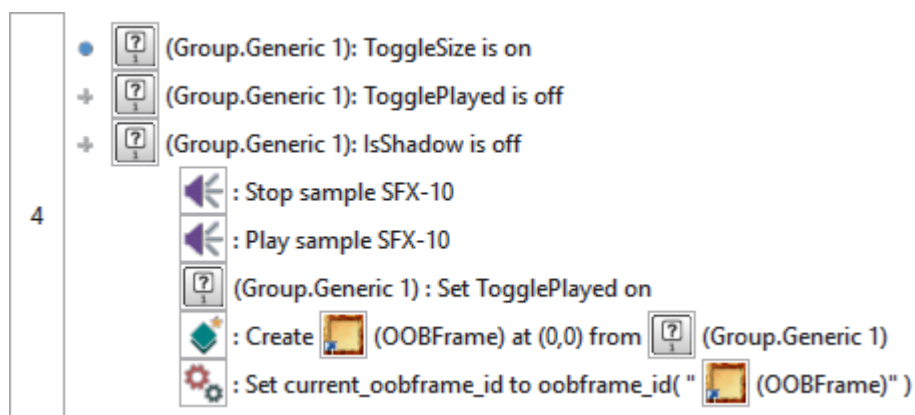 4
(Group.Generic 1): ToggleSize is on
(Group.Generic 1): TogglePlayed is off
(Group.Generic 1): IsShadow is off
: Stop sample SFX-10
: Play sample SFX-10
(Group.Generic 1) : Set TogglePlayed on
: Create (OOBFrame) at (0,0) from (Group.Generic 1)
: Set current_oobframe_id to oobframe_id( " (OOBFrame)" )